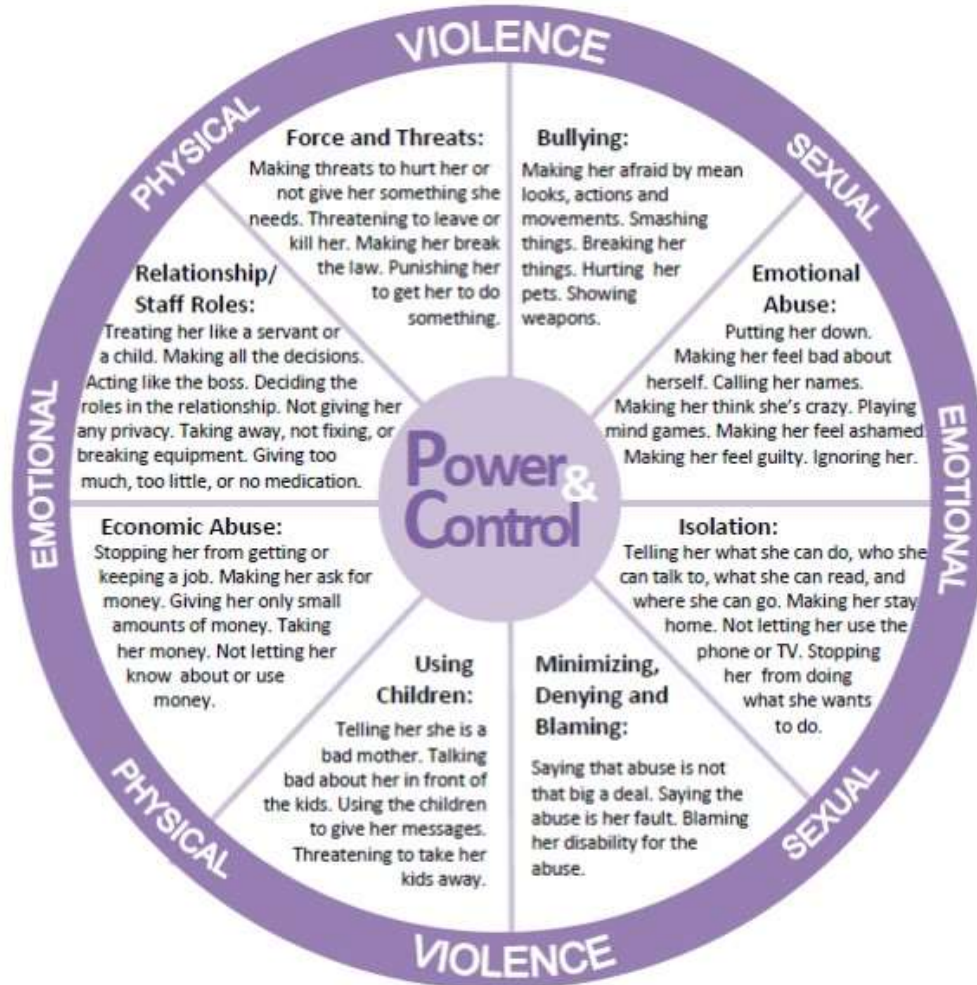 VIOLENCE
PHYSICAL
SEXUAL
EMOTIONAL
EMOTIONAL
PHYSICAL
SEXUAL
VIOLENCE
Power
&
Control
Force and Threats:
Making threats to hurt her or
not give her something she
needs. Threatening to leave or
kill her. Making her break
the law. Punishing her
to get her to do
something.
Bullying:
Making her afraid by mean
looks, actions and
movements. Smashing
things. Breaking her
things. Hurting her
pets. Showing
weapons.
Emotional
Abuse:
Putting her down.
Making her feel bad about
herself. Calling her names.
Making her think she's crazy. Playing
mind games. Making her feel ashamed.
Making her feel guilty. Ignoring her.
Isolation:
Telling her what she can do, who she
can talk to, what she can read, and
where she can go. Making her stay
home. Not letting her use the
phone or TV. Stopping
her from doing
what she wants
to do.
Minimizing,
Denying and
Blaming:
Saying that abuse is not
that big a deal. Saying the
abuse is her fault. Blaming
her disability for the
abuse.
Using
Children:
Telling her she is a
bad mother. Talking
bad about her in front of
the kids. Using the children
to give her messages.
Threatening to take her
kids away.
Economic Abuse:
Stopping her from getting or
keeping a job. Making her ask for
money. Giving her only small
amounts of money. Taking
her money. Not letting her
know about or use
money.
Relationship/
Staff Roles:
Treating her like a servant or
a child. Making all the decisions.
Acting like the boss. Deciding the
roles in the relationship. Not giving her
any privacy. Taking away, not fixing, or
breaking equipment. Giving too
much, too little, or no medication.